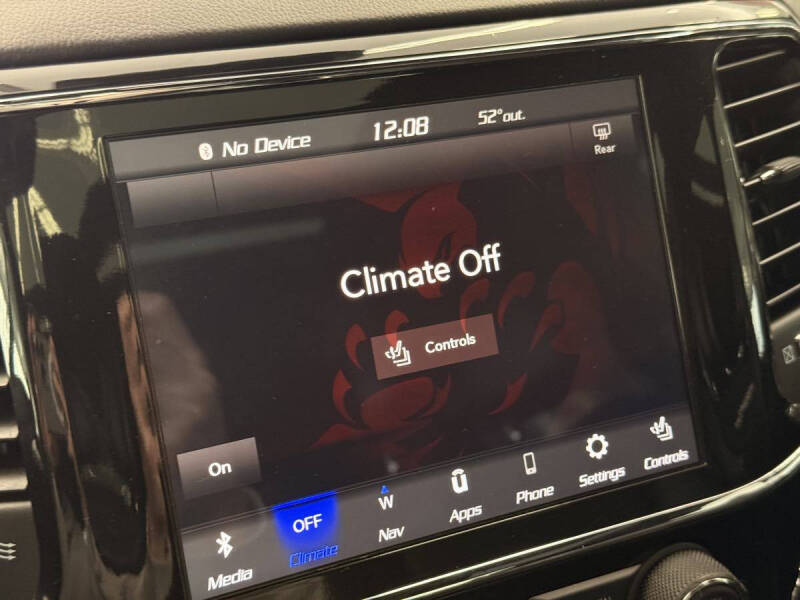 No Device 12:08 52°out.
Rear
Climate Off
Controls
On
Media
OFF
Climate
W
Nav
Apps
Phone
Settings
Controls